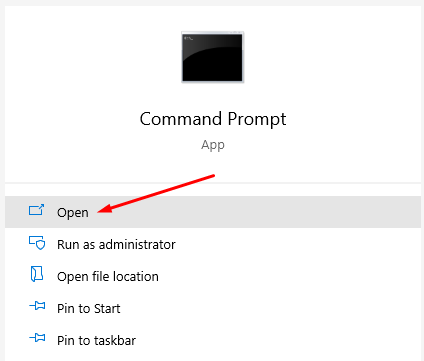 Command Prompt
App
Open
Run as administrator
Open file location
Pin to Start
Pin to taskbar